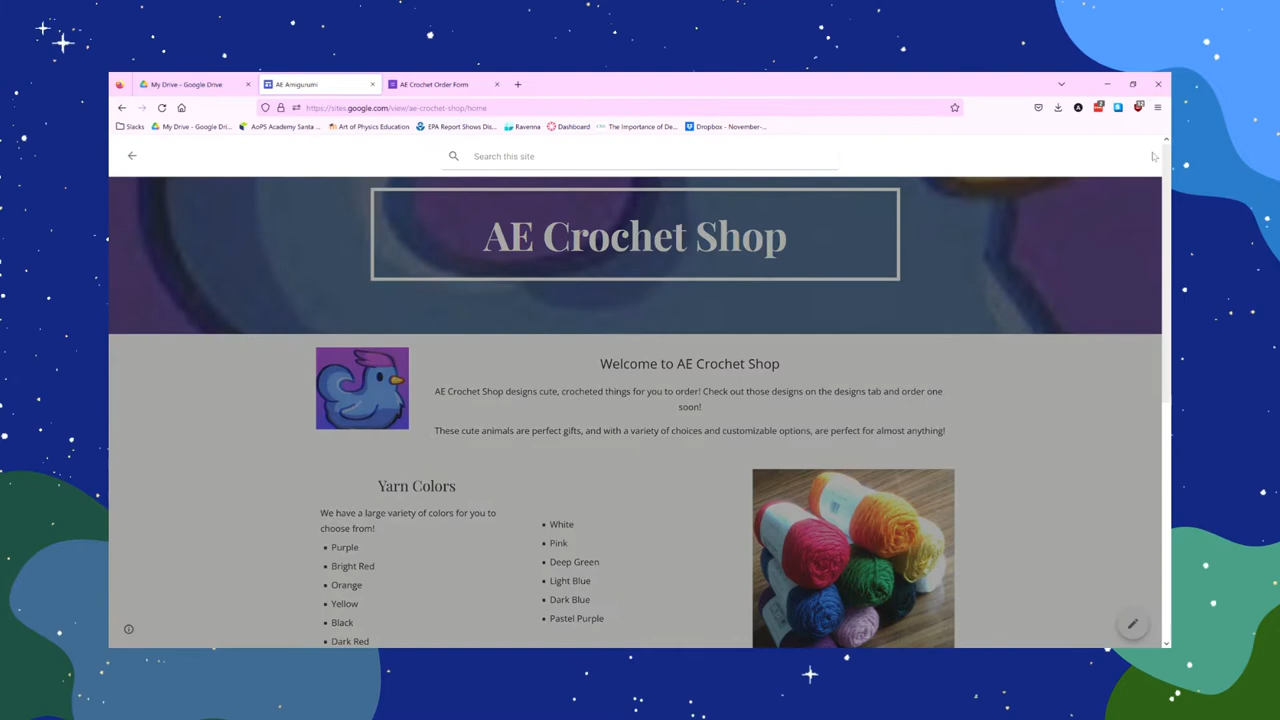 My Drive - Google Drive
AE Amigurumi
AE Crochet Order Form
https://sites.google.com/view/ae-crochet-shop/home
Slacks
My Drive - Google Dri...
AoPS Academy Santa ...
Art of Physics Education
EPA Report Shows Dis...
Ravenna
Dashboard
The Importance of De...
Dropbox - November-...
Search this site
AE Crochet Shop
Welcome to AE Crochet Shop
AE Crochet Shop designs cute, crocheted things for you to order! Check out those designs on the designs tab and order one
soon!
These cute animals are perfect gifts, and with a variety of choices and customizable options, are perfect for almost anything!
Yarn Colors
We have a large variety of colors for you to
choose from!
• Purple
• Bright Red
• Orange
• Yellow
• Black
• Dark Red
• White
• Pink
• Deep Green
• Light Blue
• Dark Blue
• Pastel Purple